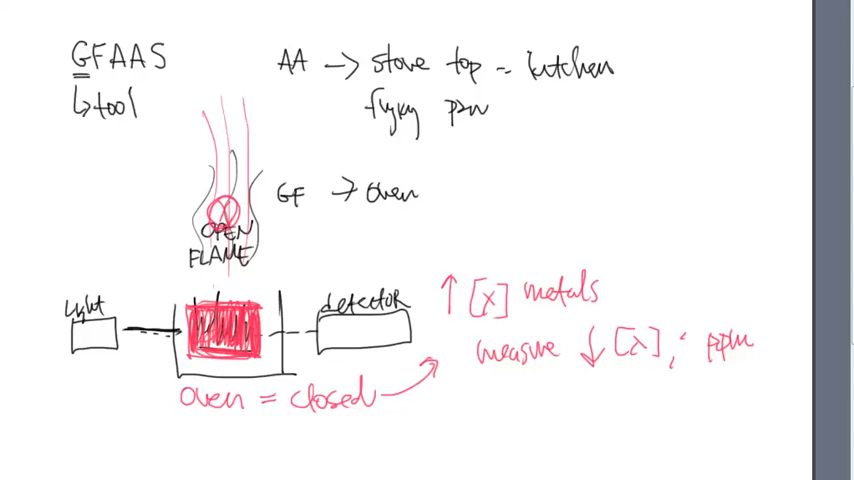 GFAAS
↳ tool
AA → stove top - kitchen
frying pan
GF → oven
OPEN
FLAME
light
detector
↑ [X] metals
measure ↓ [X] ; ppm
oven = closed